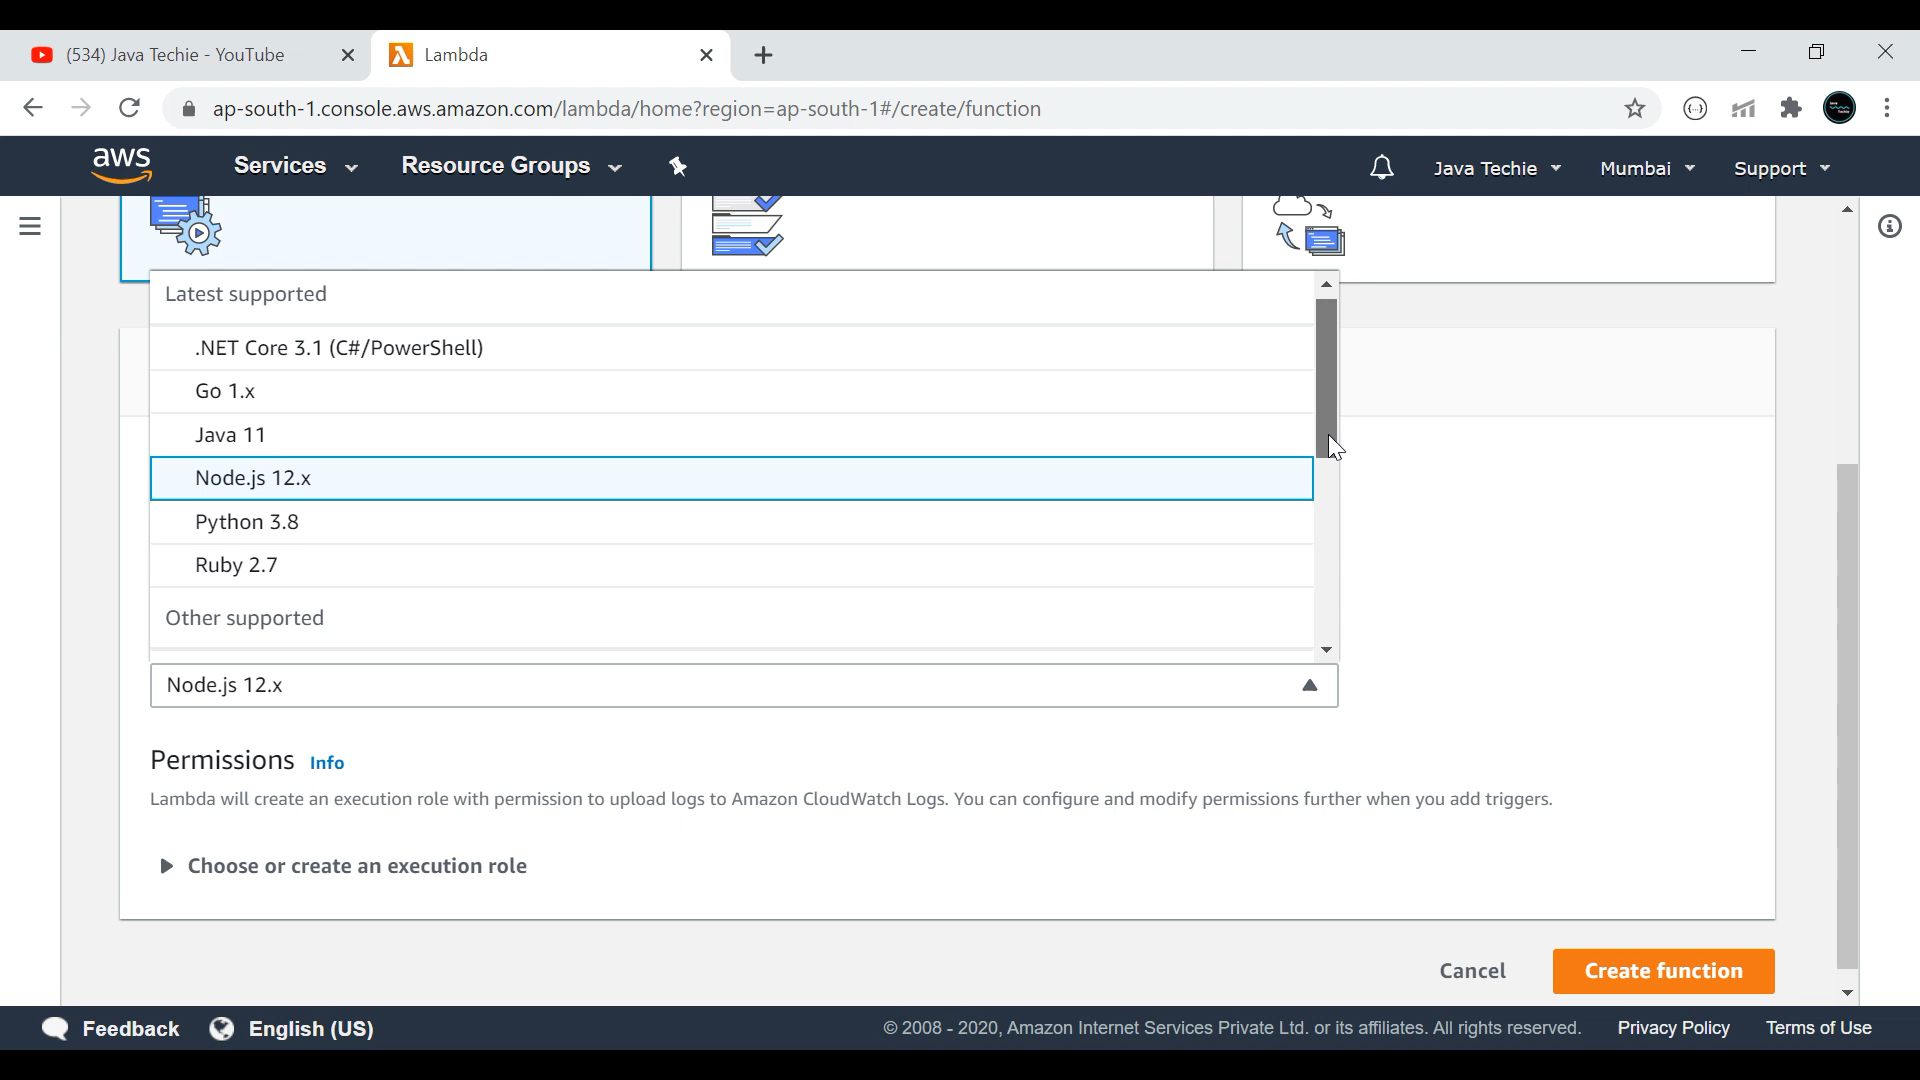 (534) Java Techie - YouTube
Lambda
ap-south-1.console.aws.amazon.com/lambda/home?region=ap-south-1#/create/function
aws
Services
Resource Groups
Java Techie
Mumbai
Support
Latest supported
.NET Core 3.1 (C#/PowerShell)
Go 1.x
Java 11
Node.js 12.x
Python 3.8
Ruby 2.7
Other supported
Node.js 12.x
Permissions Info
Lambda will create an execution role with permission to upload logs to Amazon CloudWatch Logs. You can configure and modify permissions further when you add triggers.
Choose or create an execution role
Cancel
Create function
Feedback
English (US)
© 2008 - 2020, Amazon Internet Services Private Ltd. or its affiliates. All rights reserved.
Privacy Policy
Terms of Use